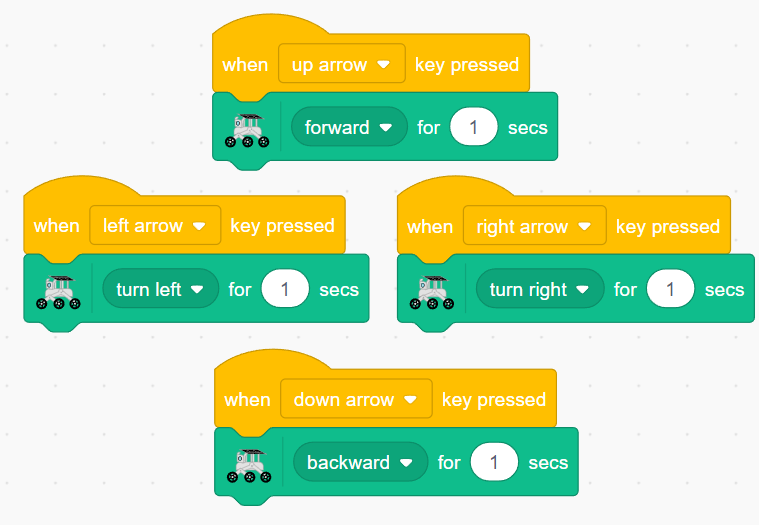 when up arrow key pressed
forward for 1 secs
when left arrow key pressed
turn left for 1 secs
when right arrow key pressed
turn right for 1 secs
when down arrow key pressed
backward for 1 secs